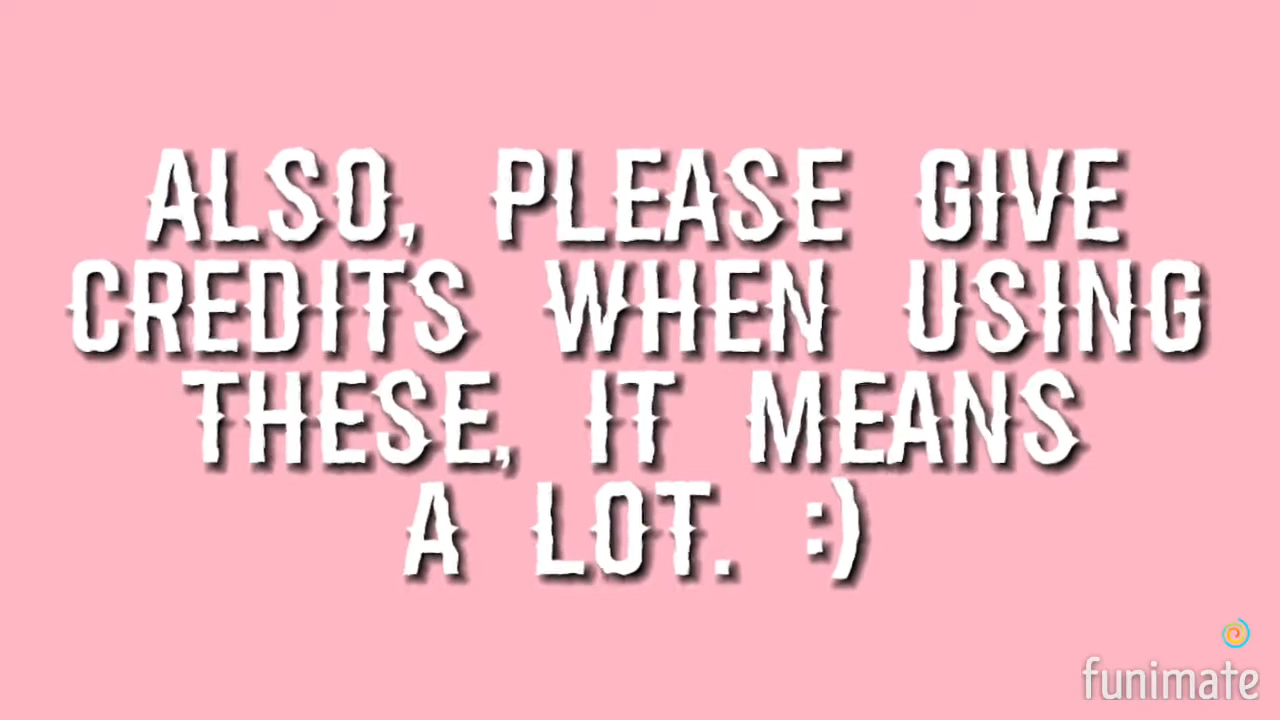 ALSO, PLEASE GIVE
CREDITS WHEN USING
THESE, IT MEANS
A LOT. :)
funimate